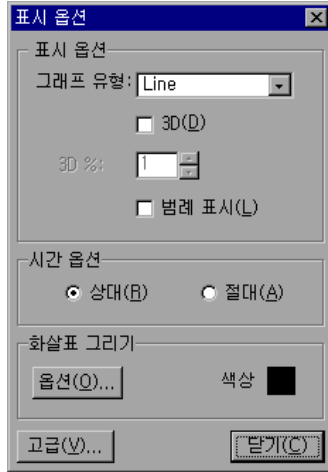 표시 옵션
표시 옵션
그래프 유형: Line
3D(D)
3D %: 1
범례 표시(L)
시간 옵션
상대(R) 절대(A)
화살표 그리기
옵션(O)... 색상
고급(V)... 닫기(C)